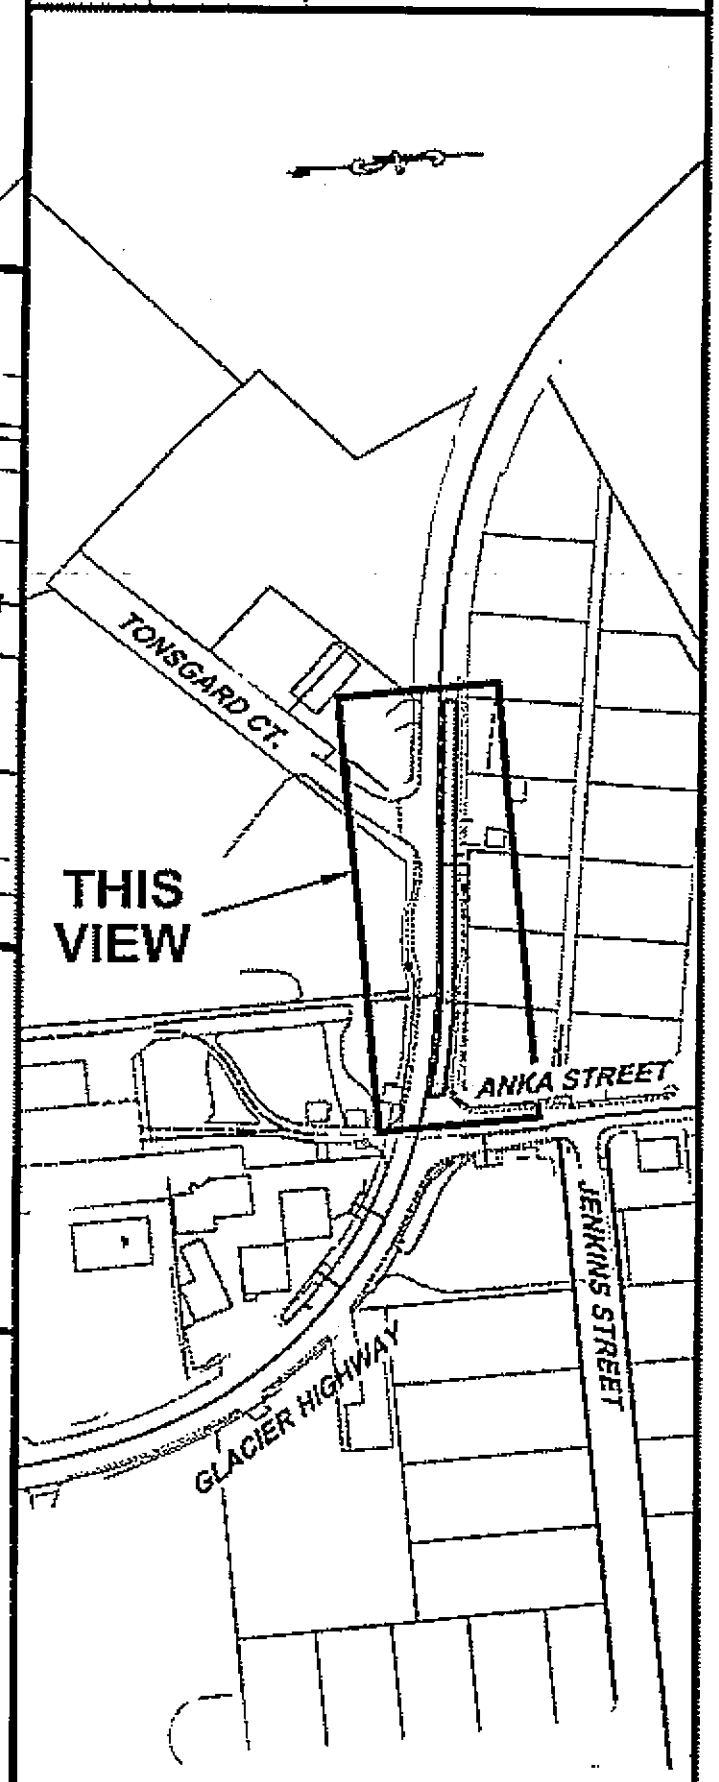 TONSGARD CT.
THIS
VIEW
ANKA STREET
JENKINS STREET
GLACIER HIGHWAY